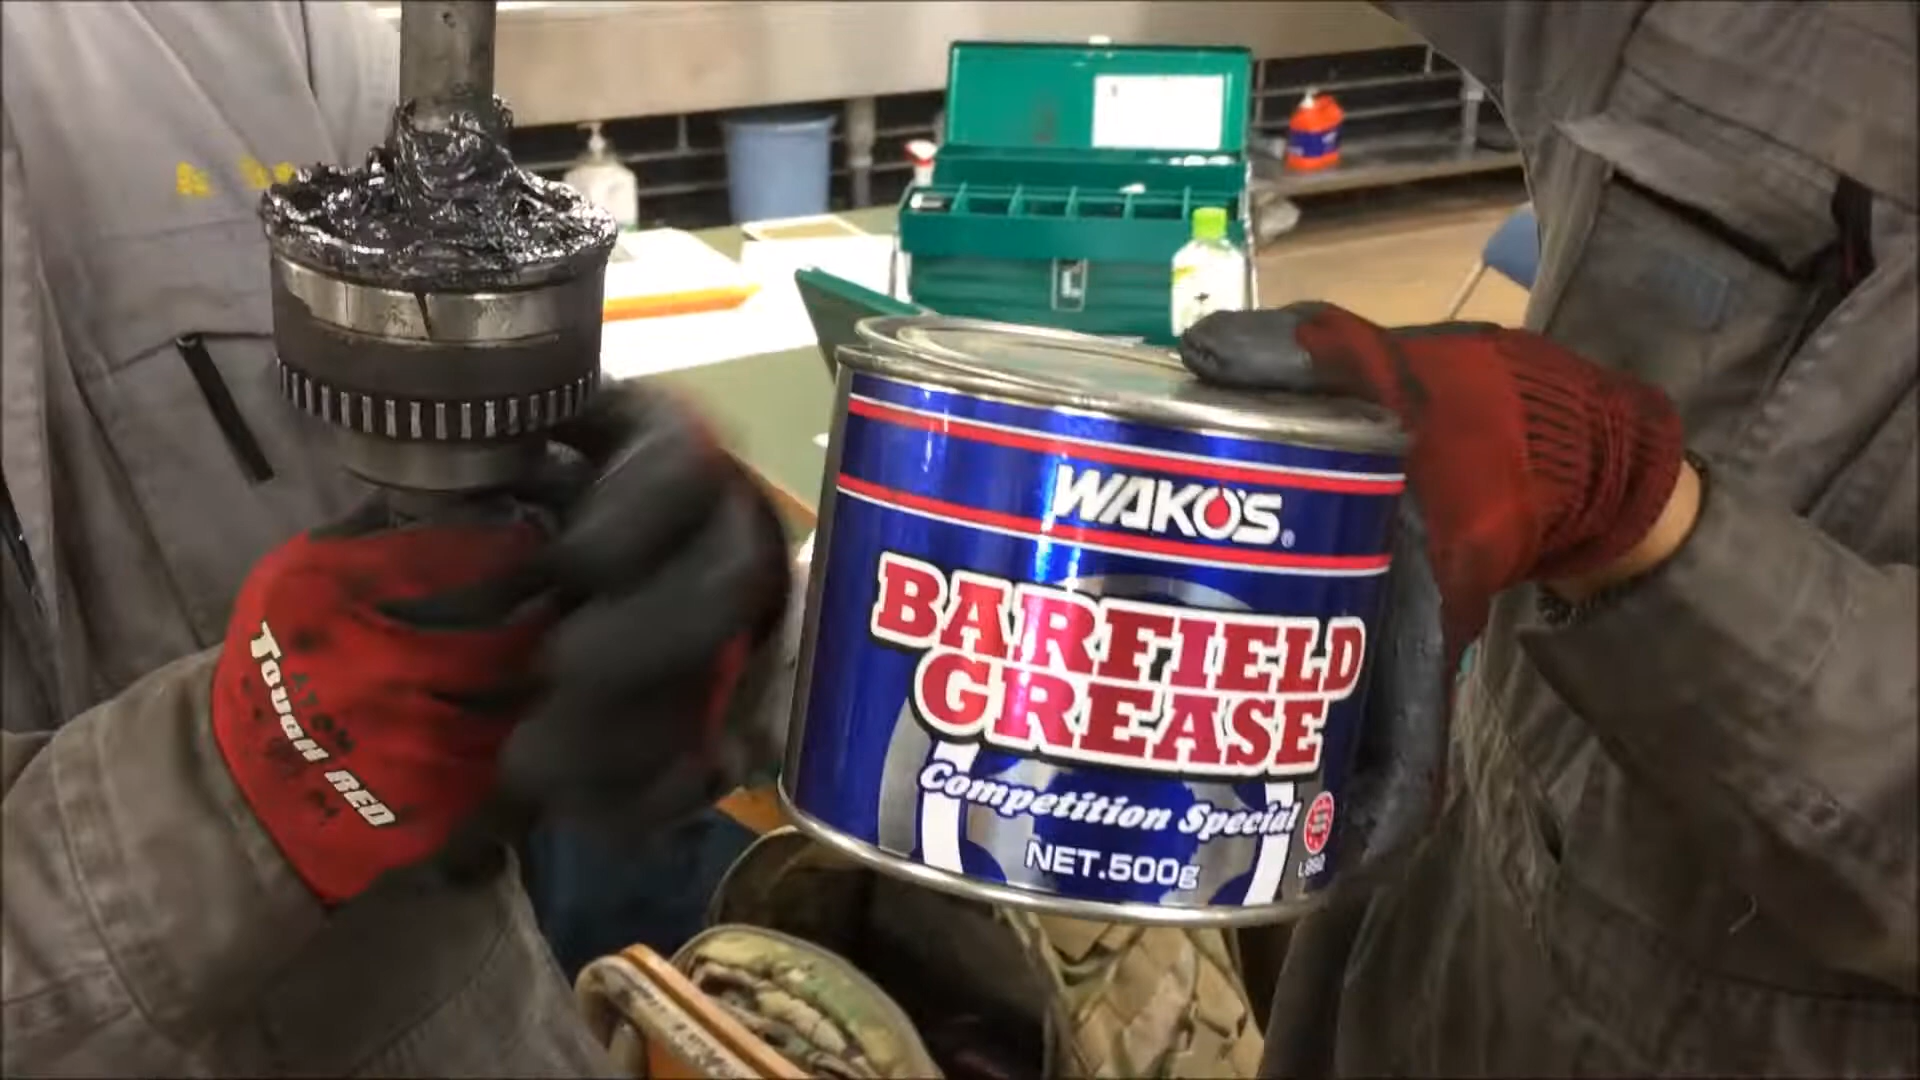 WAKO'S®
BARFIELD
GREASE
Competition Special
NET.500g
TOUGH RED